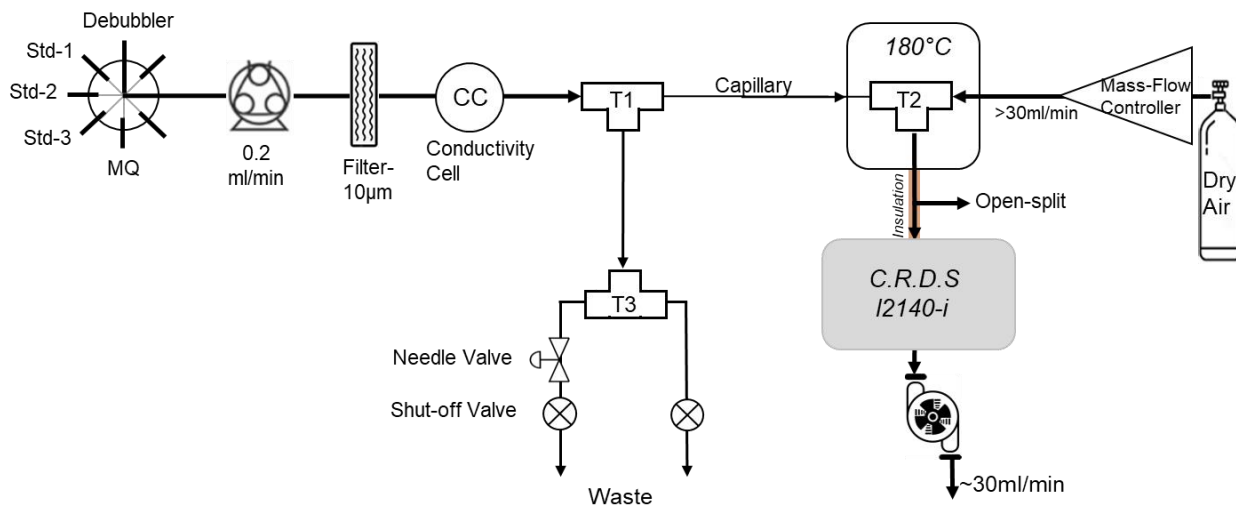 Debubbler
Std-1
Std-2
Std-3
MQ
0.2
ml/min
Filter-
10µm
CC
Conductivity
Cell
T1
Capillary
180°C
T2
>30ml/min
Mass-Flow
Controller
Dry
Air
Insulation
Open-split
C.R.D.S
l2140-i
~30ml/min
T3
Needle Valve
Shut-off Valve
Waste